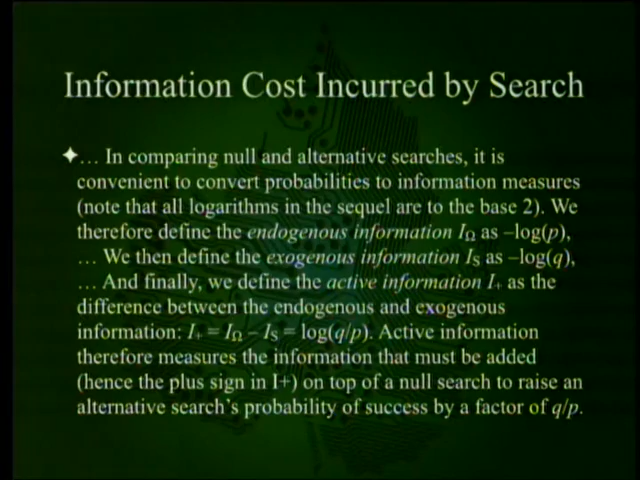 Information Cost Incurred by Search
✦… In comparing null and alternative searches, it is
convenient to convert probabilities to information measures
(note that all logarithms in the sequel are to the base 2). We
therefore define the endogenous information I_Ω as –log(p),
… We then define the exogenous information I_S as –log(q),
… And finally, we define the active information I₊ as the
difference between the endogenous and exogenous
information: I₊ = I_Ω – I_S = log(q/p). Active information
therefore measures the information that must be added
(hence the plus sign in I+) on top of a null search to raise an
alternative search’s probability of success by a factor of q/p.